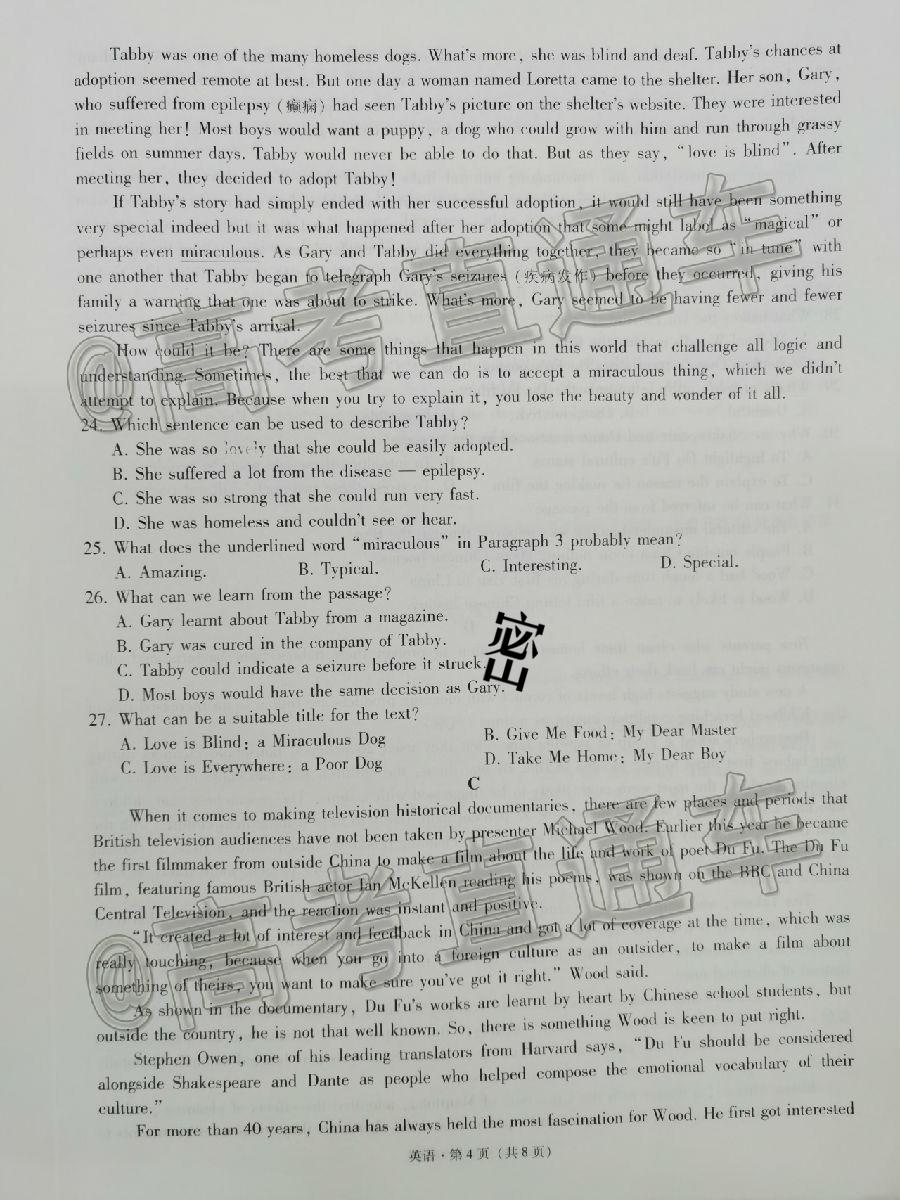 Tabby was one of the many homeless dogs. What's more, she was blind and deaf. Tabby's chances at
adoption seemed remote at best. But one day a woman named Loretta came to the shelter. Her son, Gary,
who suffered from epilepsy (癫痫) had seen Tabby's picture on the shelter's website. They were interested
in meeting her! Most boys would want a puppy, a dog who could grow with him and run through grassy
fields on summer days. Tabby would never be able to do that. But as they say, "love is blind". After
meeting her, they decided to adopt Tabby!
If Tabby's story had simply ended with her successful adoption, it would still have been something
very special indeed but it was what happened after her adoption that some might label as "magical" or
perhaps even miraculous. As Gary and Tabby did everything together, they became so "in tune" with
one another that Tabby began to telegraph Gary's seizures (疾病发作) before they occurred, giving his
family a warning that one was about to strike. What's more, Gary seemed to be having fewer and fewer
seizures since Tabby's arrival.
How could it be? There are some things that happen in this world that challenge all logic and
understanding. Sometimes, the best that we can do is to accept a miraculous thing, which we didn't
attempt to explain. Because when you try to explain it, you lose the beauty and wonder of it all.
24. Which sentence can be used to describe Tabby?
A. She was so lovely that she could be easily adopted.
B. She suffered a lot from the disease — epilepsy.
C. She was so strong that she could run very fast.
D. She was homeless and couldn't see or hear.
25. What does the underlined word "miraculous" in Paragraph 3 probably mean?
A. Amazing. B. Typical. C. Interesting. D. Special.
26. What can we learn from the passage?
A. Gary learnt about Tabby from a magazine.
B. Gary was cured in the company of Tabby.
C. Tabby could indicate a seizure before it struck.
D. Most boys would have the same decision as Gary.
密
27. What can be a suitable title for the text?
A. Love is Blind: a Miraculous Dog B. Give Me Food: My Dear Master
C. Love is Everywhere: a Poor Dog D. Take Me Home: My Dear Boy
C
When it comes to making television historical documentaries, there are few places and periods that
British television audiences have not been taken by presenter Michael Wood. Earlier this year he became
the first filmmaker from outside China to make a film about the life and work of poet Du Fu. The Du Fu
film, featuring famous British actor Ian McKellen reading his poems, was shown on the BBC and China
Central Television, and the reaction was instant and positive.
"It created a lot of interest and feedback in China and got a lot of coverage at the time, which was
really touching, because when you go into a foreign culture as an outsider, to make a film about
something of theirs, you want to make sure you've got it right." Wood said.
As shown in the documentary, Du Fu's works are learnt by heart by Chinese school students, but
outside the country, he is not that well known. So, there is something Wood is keen to put right.
Stephen Owen, one of his leading translators from Harvard says, "Du Fu should be considered
alongside Shakespeare and Dante as people who helped compose the emotional vocabulary of their
culture."
For more than 40 years, China has always held the most fascination for Wood. He first got interested
英语·第4页(共8页)
@高考直通车
@高考直通车